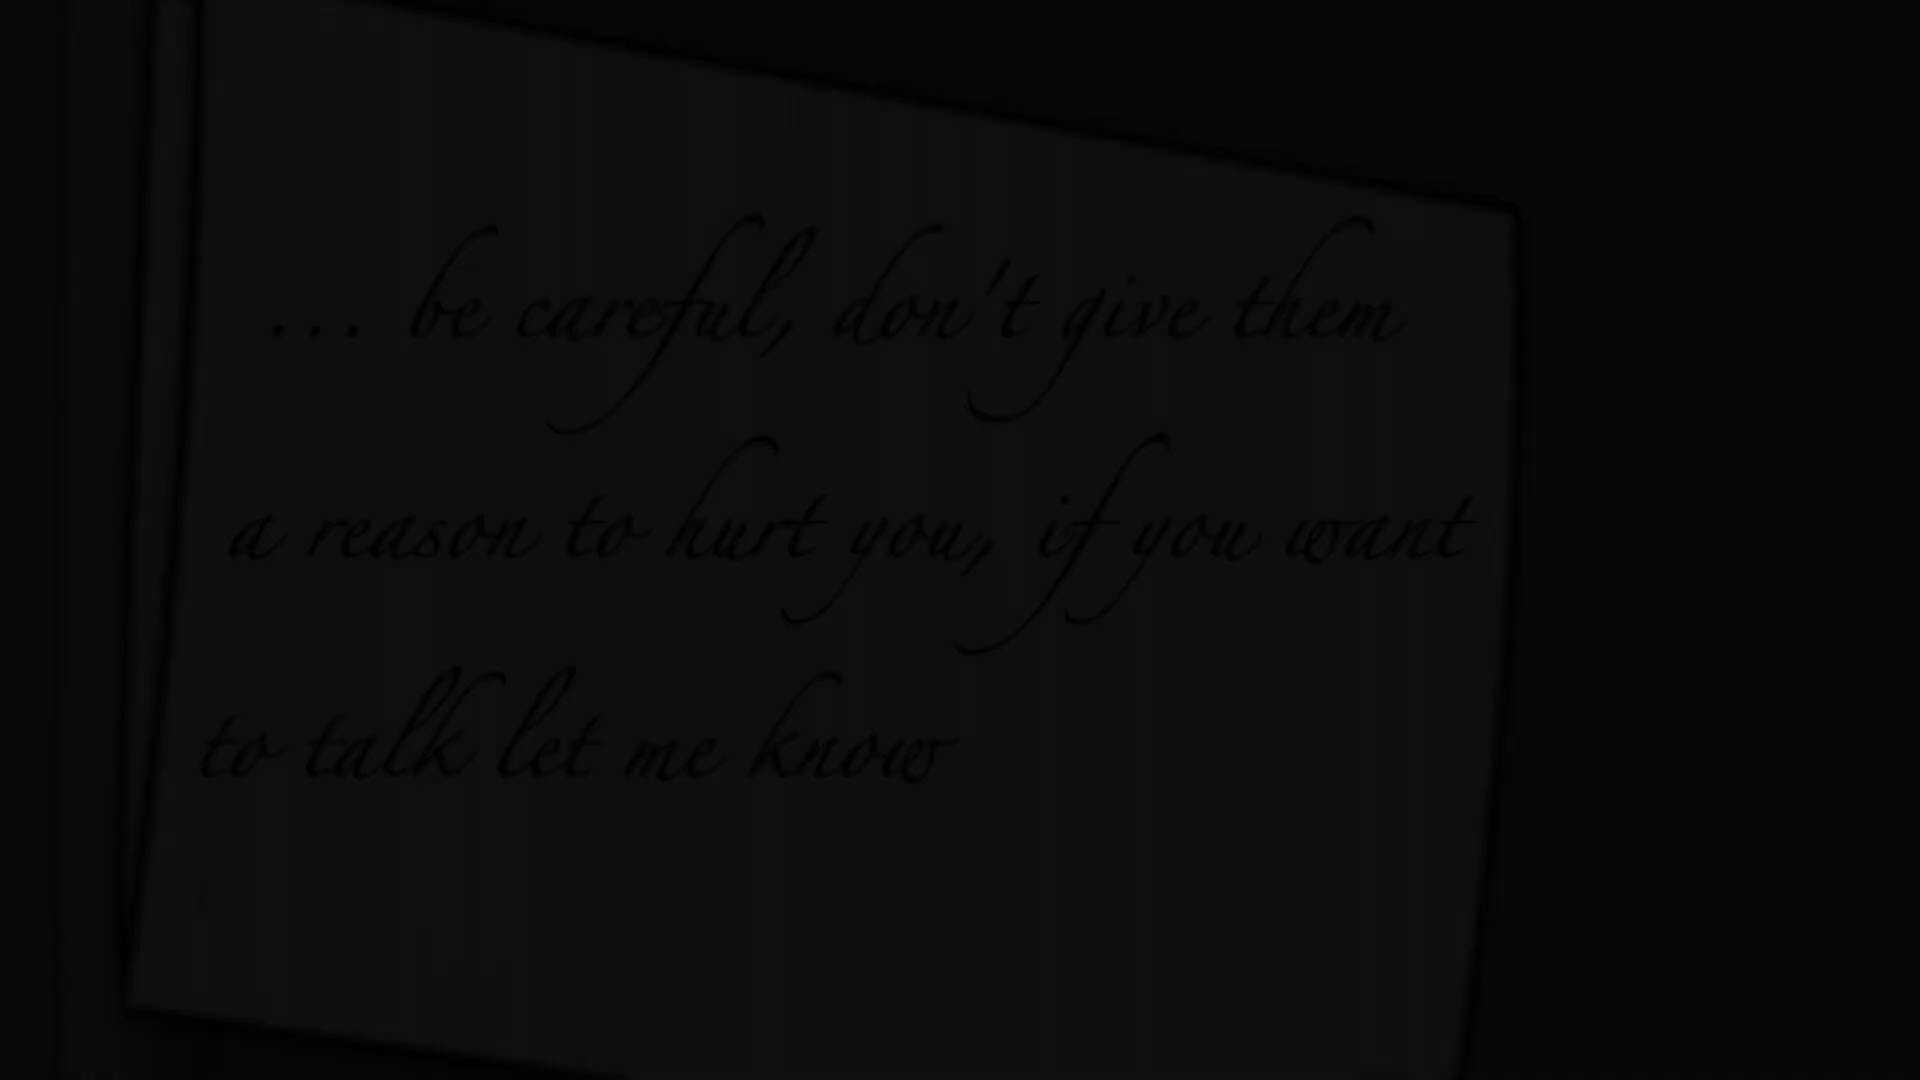 ... be careful, don't give them
a reason to hurt you, if you want
to talk let me know